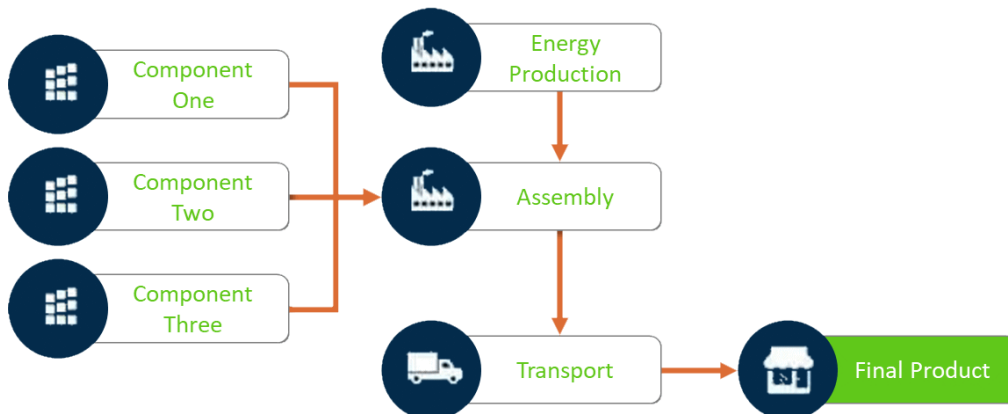 Component
One
Component
Two
Component
Three
Energy
Production
Assembly
Transport
Final Product